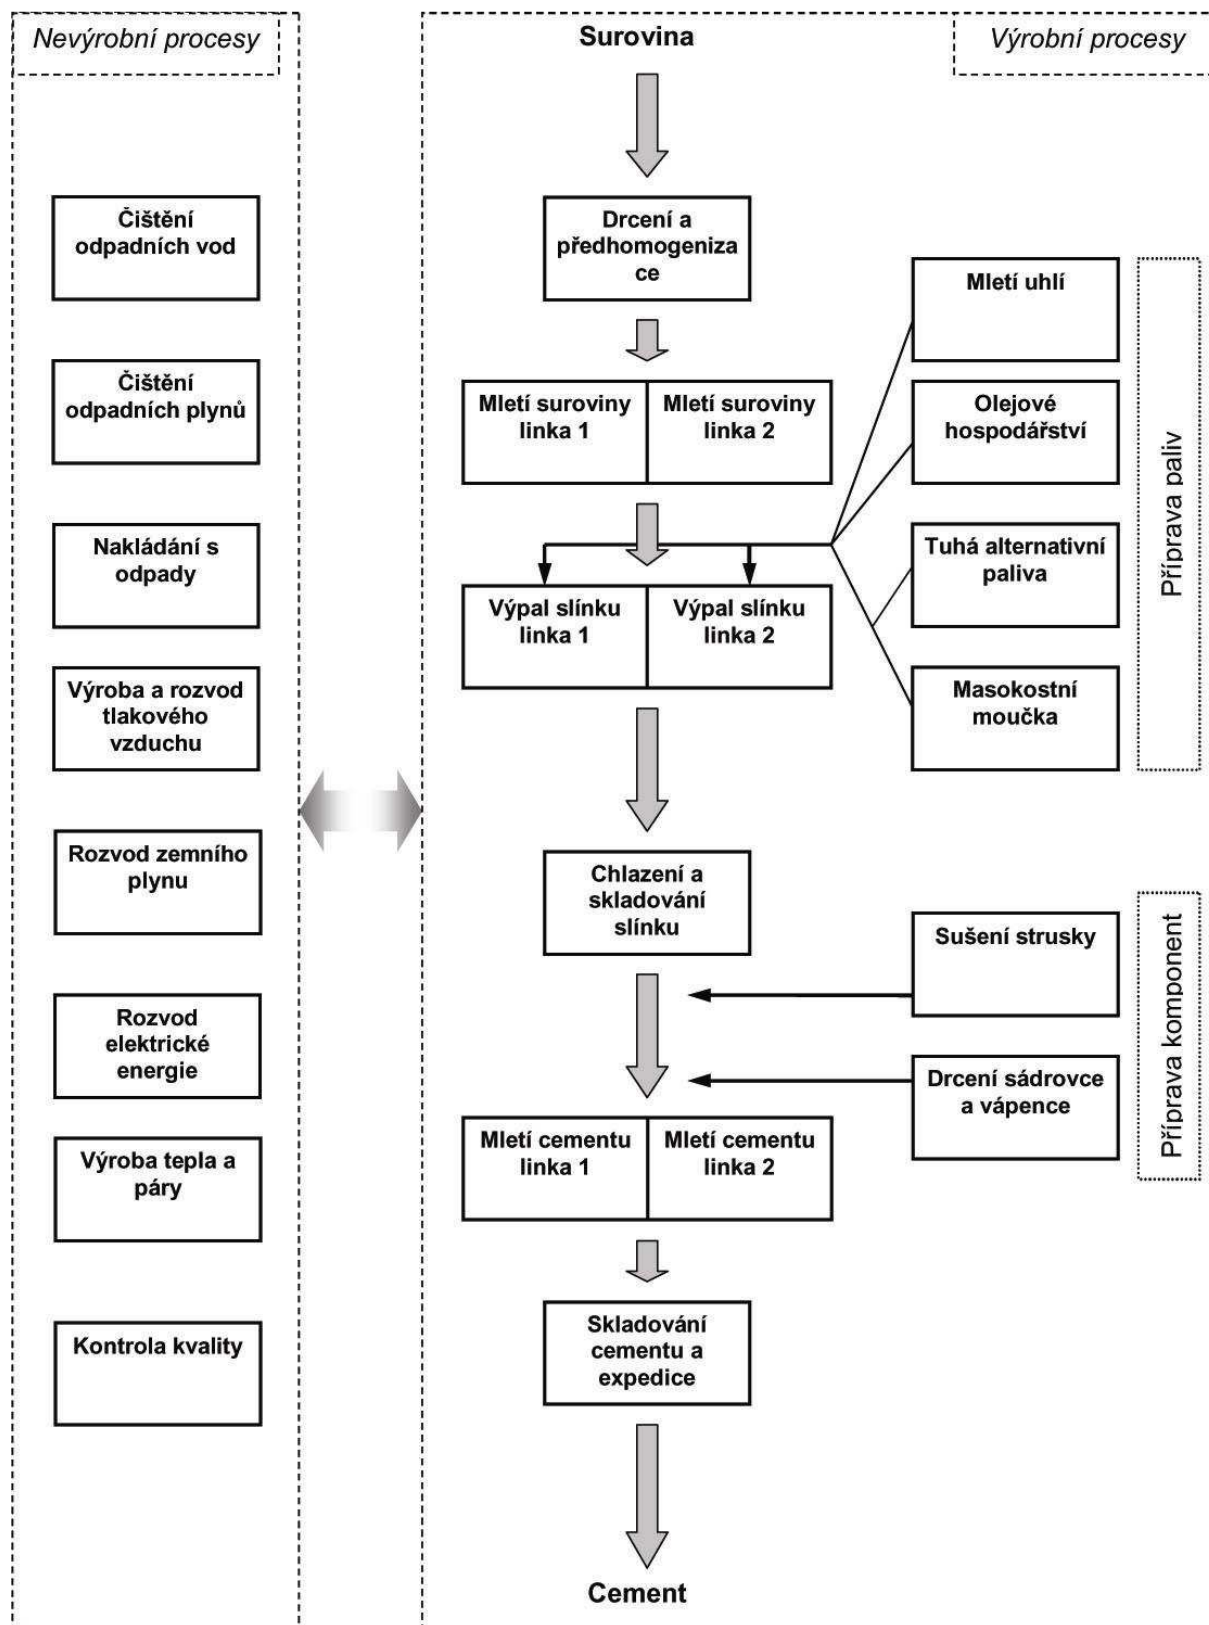 Nevýrobní procesy
Čištění
odpadních vod
Čištění
odpadních plynů
Nakládání s
odpady
Výroba a rozvod
tlakového
vzduchu
Rozvod zemního
plynu
Rozvod
elektrické
energie
Výroba tepla a
páry
Kontrola kvality
Surovina
Výrobní procesy
Drcení a
předhomogeniza
ce
Mletí suroviny
linka 1
Mletí suroviny
linka 2
Výpal slínku
linka 1
Výpal slínku
linka 2
Mletí uhlí
Olejové
hospodářství
Tuhá alternativní
paliva
Masokostní
moučka
Příprava paliv
Chlazení a
skladování
slínku
Sušení strusky
Drcení sádrovce
a vápence
Příprava komponent
Mletí cementu
linka 1
Mletí cementu
linka 2
Skladování
cementu a
expedice
Cement